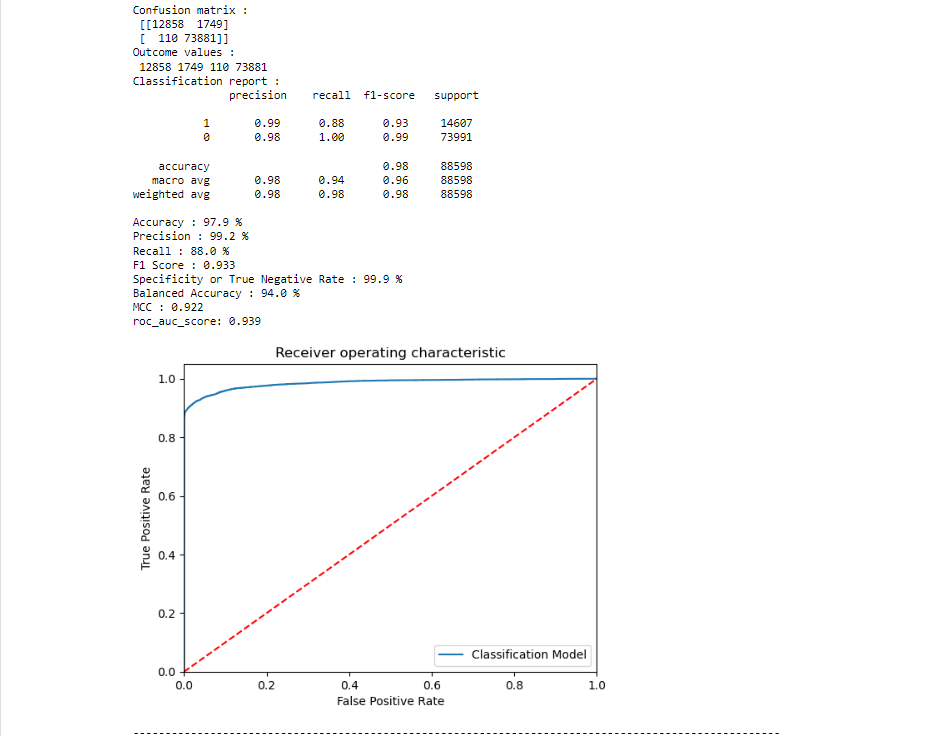 Confusion matrix :
[[12858 1749]
[ 110 73881]]
Outcome values :
12858 1749 110 73881
Classification report :
precision recall f1-score support
1 0.99 0.88 0.93 14607
0 0.98 1.00 0.99 73991
accuracy 0.98 88598
macro avg 0.98 0.94 0.96 88598
weighted avg 0.98 0.98 0.98 88598
Accuracy : 97.9 %
Precision : 99.2 %
Recall : 88.0 %
F1 Score : 0.933
Specificity or True Negative Rate : 99.9 %
Balanced Accuracy : 94.0 %
MCC : 0.922
roc_auc_score: 0.939
Receiver operating characteristic
1.0
0.8
0.6
0.4
0.2
0.0
True Positive Rate
Classification Model
0.0 0.2 0.4 0.6 0.8 1.0
False Positive Rate
--------------------------------------------------------------------------------